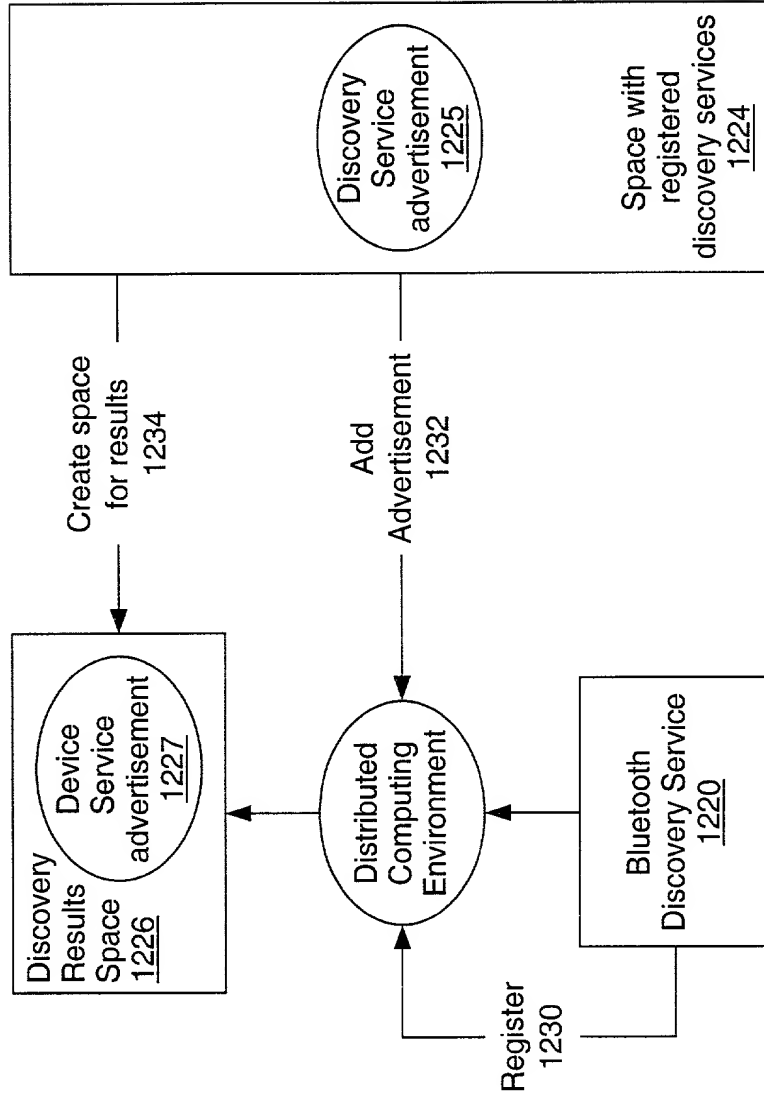 Discovery
Results
Space
1226
Device
Service
advertisement
1227
Create space
for results
1234
Discovery
Service
advertisement
1225
Space with
registered
discovery services
1224
Distributed
Computing
Environment
Add
Advertisement
1232
Register
1230
Bluetooth
Discovery Service
1220